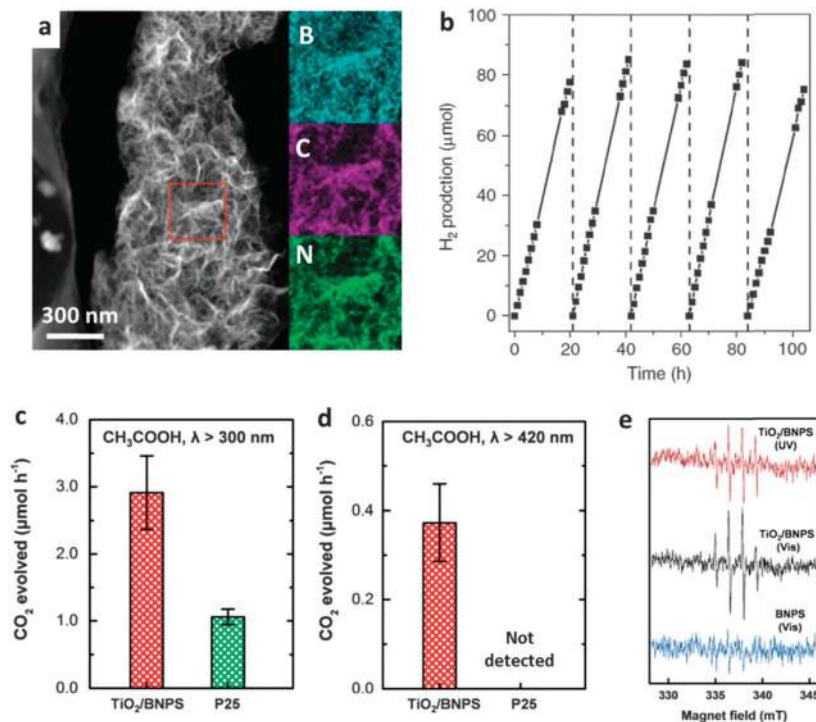 a
B
C
N
300 nm
b
H₂ prodction (μmol)
100
80
60
40
20
0
0 20 40 60 80 100
Time (h)
c
CH₃COOH, λ > 300 nm
CO₂ evolved (μmol h⁻¹)
4.0
3.0
2.0
1.0
0.0
TiO₂/BNPS P25
d
CH₃COOH, λ > 420 nm
CO₂ evolved (μmol h⁻¹)
0.6
0.4
0.2
0.0
Not
detected
TiO₂/BNPS P25
e
TiO₂/BNPS
(UV)
TiO₂/BNPS
(Vis)
BNPS
(Vis)
330 335 340 345
Magnet field (mT)